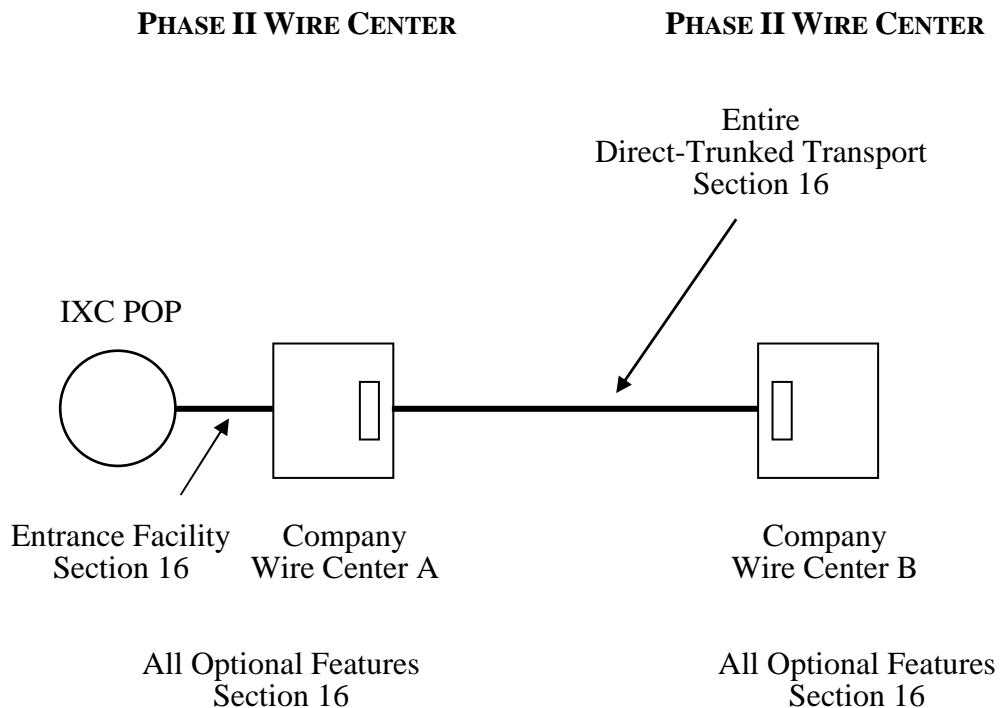 PHASE II WIRE CENTER
PHASE II WIRE CENTER
Entire
Direct-Trunked Transport
Section 16
IXC POP
Entrance Facility
Section 16
Company
Wire Center A
Company
Wire Center B
All Optional Features
Section 16
All Optional Features
Section 16